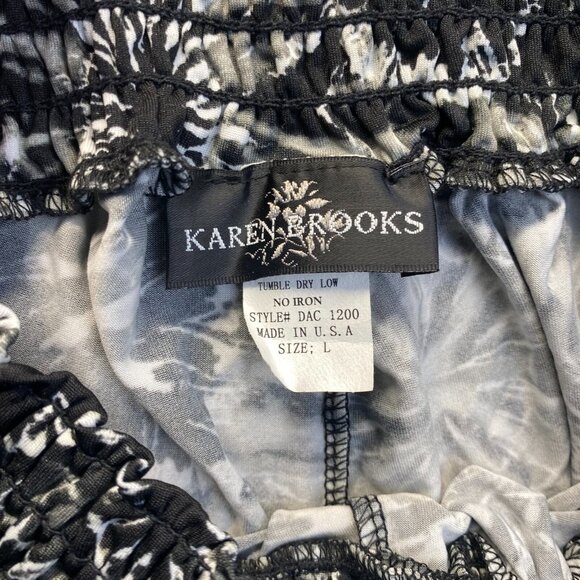 KAREN BROOKS
TUMBLE DRY LOW
NO IRON
STYLE# DAC 1200
MADE IN U.S.A
SIZE; L